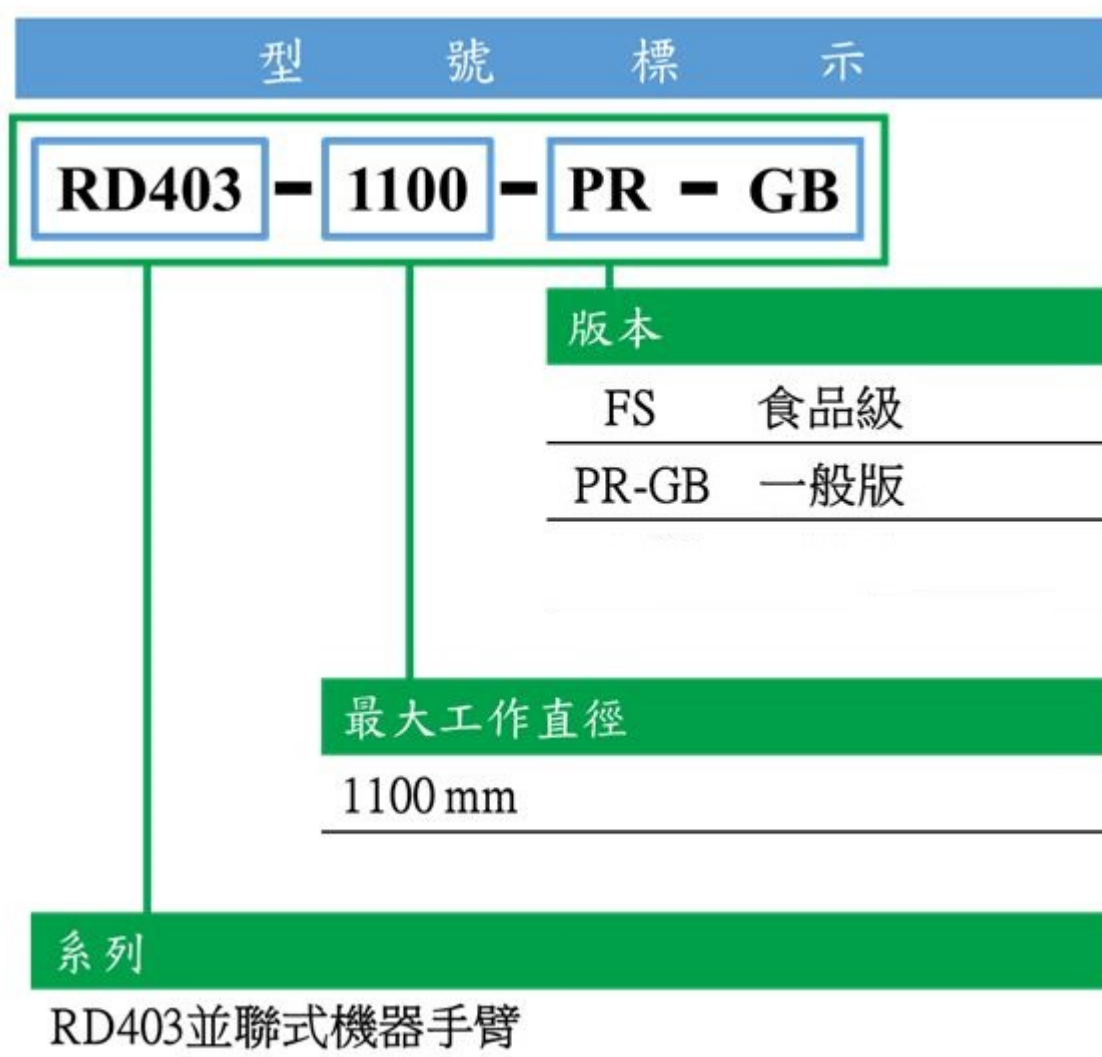 型號標示
RD403 - 1100 - PR - GB
版本
FS 食品級
PR-GB 一般版
最大工作直徑
1100 mm
系列
RD403並聯式機器手臂